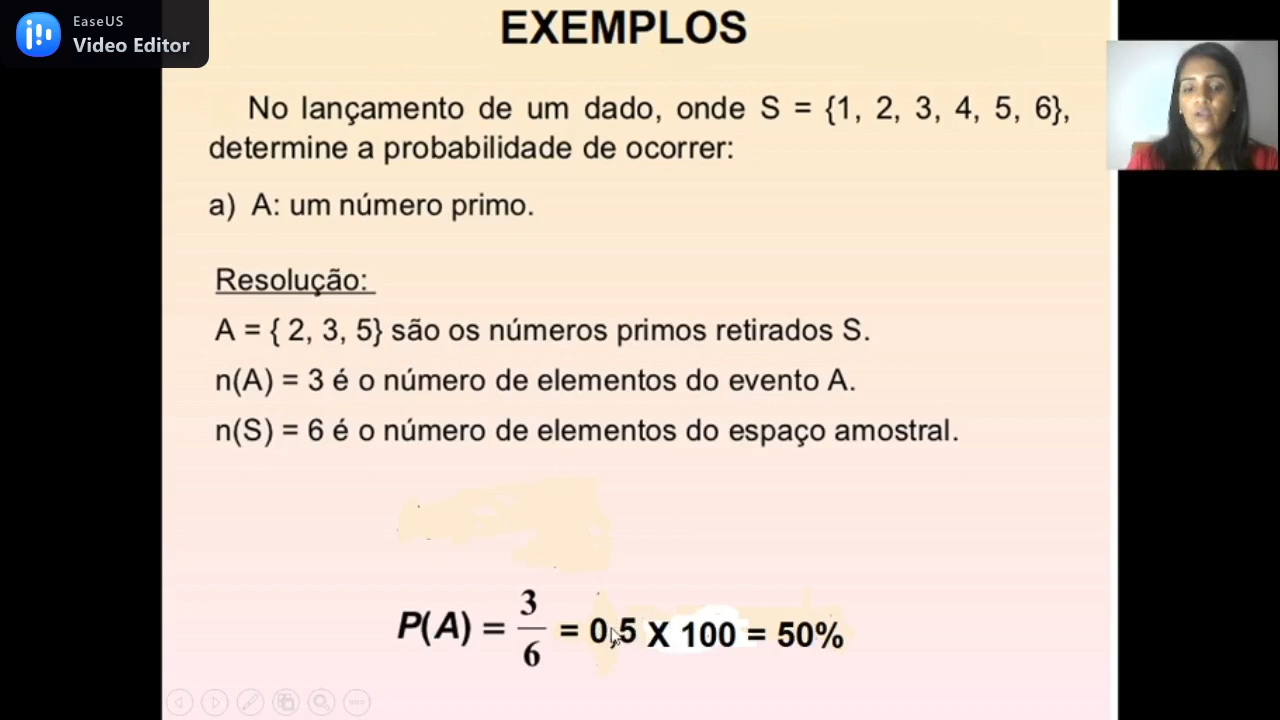 EaseUS
Video Editor
EXEMPLOS
No lançamento de um dado, onde S = {1, 2, 3, 4, 5, 6},
determine a probabilidade de ocorrer:
a) A: um número primo.
Resolução:
A = { 2, 3, 5} são os números primos retirados S.
n(A) = 3 é o número de elementos do evento A.
n(S) = 6 é o número de elementos do espaço amostral.
P(A) = 3/6 = 0,5 X 100 = 50%